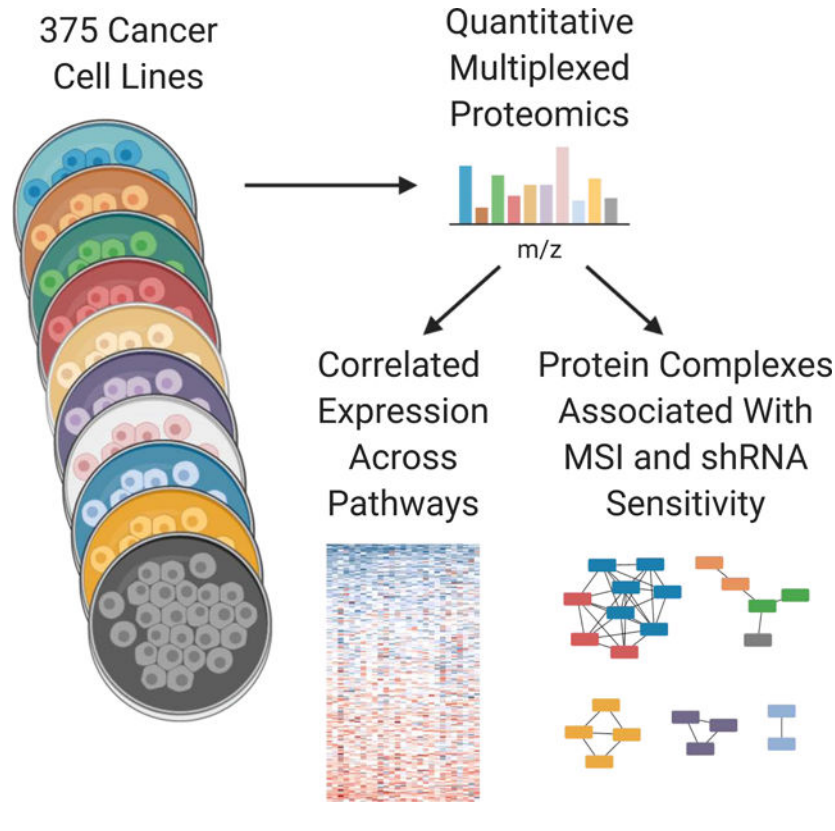 375 Cancer
Cell Lines
Quantitative
Multiplexed
Proteomics
m/z
Correlated
Expression
Across
Pathways
Protein Complexes
Associated With
MSI and shRNA
Sensitivity